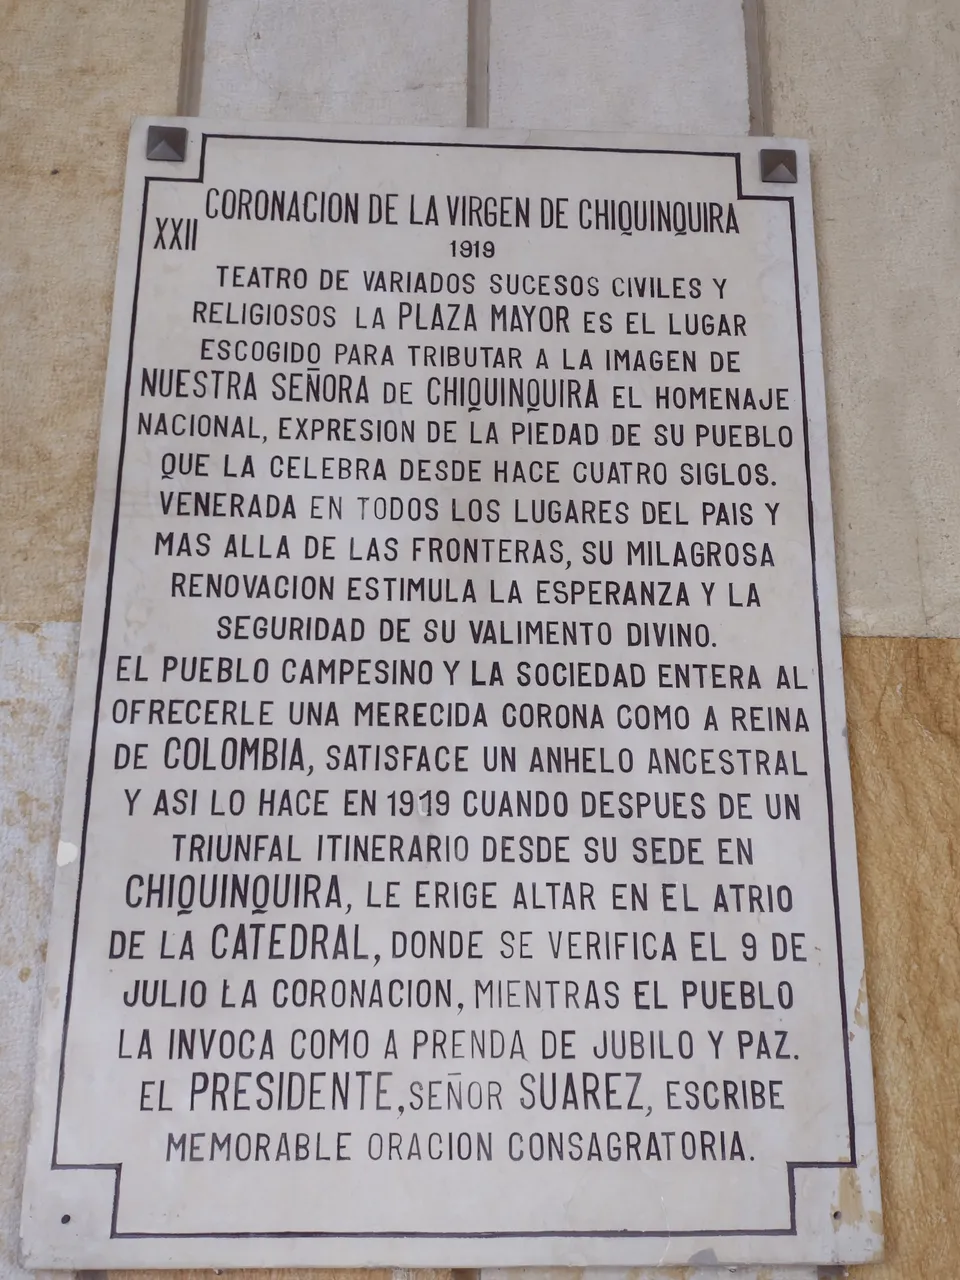 CORONACION DE LA VIRGEN DE CHIQUINQUIRA
XXII
1919
TEATRO DE VARIADOS SUCESOS CIVILES Y
RELIGIOSOS LA PLAZA MAYOR ES EL LUGAR
ESCOGIDO PARA TRIBUTAR A LA IMAGEN DE
NUESTRA SEÑORA DE CHIQUINQUIRA EL HOMENAJE
NACIONAL, EXPRESION DE LA PIEDAD DE SU PUEBLO
QUE LA CELEBRA DESDE HACE CUATRO SIGLOS.
VENERADA EN TODOS LOS LUGARES DEL PAIS Y
MAS ALLA DE LAS FRONTERAS, SU MILAGROSA
RENOVACION ESTIMULA LA ESPERANZA Y LA
SEGURIDAD DE SU VALIMENTO DIVINO.
EL PUEBLO CAMPESINO Y LA SOCIEDAD ENTERA AL
OFRECERLE UNA MERECIDA CORONA COMO A REINA
DE COLOMBIA, SATISFACE UN ANHELO ANCESTRAL
Y ASI LO HACE EN 1919 CUANDO DESPUES DE UN
TRIUNFAL ITINERARIO DESDE SU SEDE EN
CHIQUINQUIRA, LE ERIGE ALTAR EN EL ATRIO
DE LA CATEDRAL, DONDE SE VERIFICA EL 9 DE
JULIO LA CORONACION, MIENTRAS EL PUEBLO
LA INVOCA COMO A PRENDA DE JUBILO Y PAZ.
EL PRESIDENTE, SEÑOR SUAREZ, ESCRIBE
MEMORABLE ORACION CONSAGRATORIA.